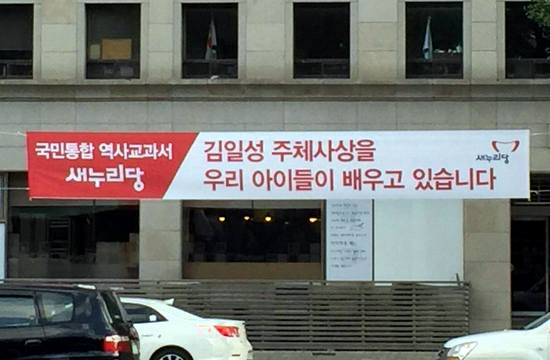 국민통합 역사교과서
새누리당
김일성 주체사상을
우리 아이들이 배우고 있습니다
새누리당